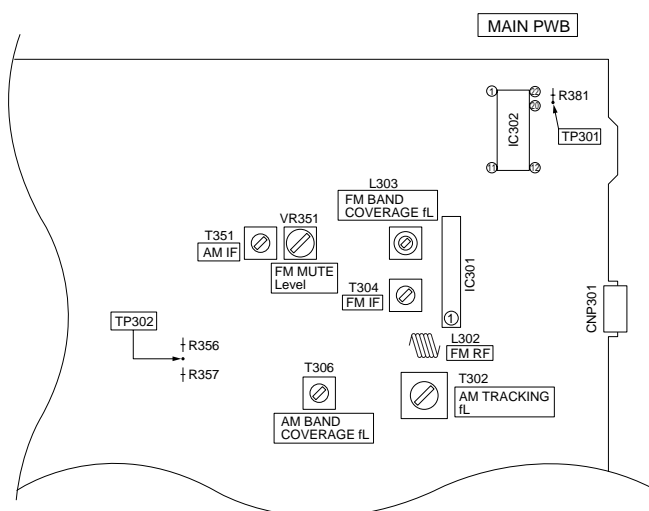 MAIN PWB
1
22
R381
20
IC302
TP301
11
12
L303
FM BAND
COVERAGE fL
VR351
T351
AM IF
FM MUTE
Level
T304
FM IF
IC301
1
CNP301
TP302
R356
R357
L302
FM RF
T306
AM BAND
COVERAGE fL
T302
AM TRACKING
fL